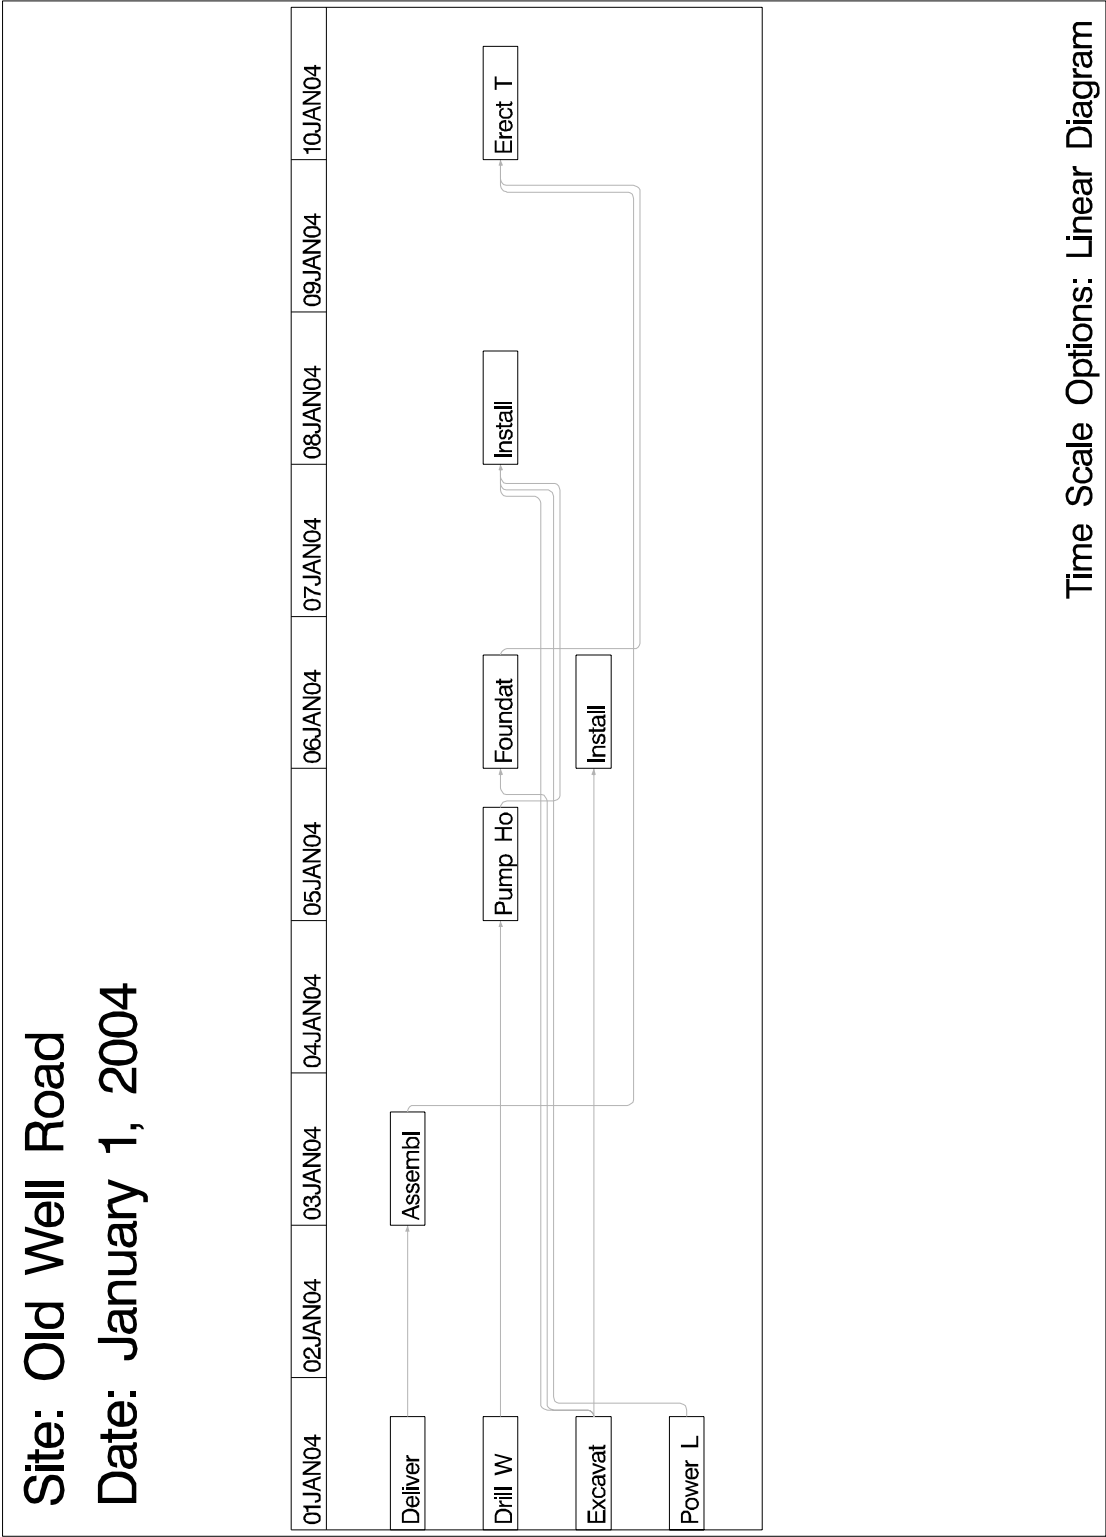 Site: Old Well Road
Date: January 1, 2004
01JAN04 02JAN04 03JAN04 04JAN04 05JAN04 06JAN04 07JAN04 08JAN04 09JAN04 10JAN04
Deliver Assembl
Drill W Pump Ho Foundat Install Erect T
Excavat Install
Power L
Time Scale Options: Linear Diagram